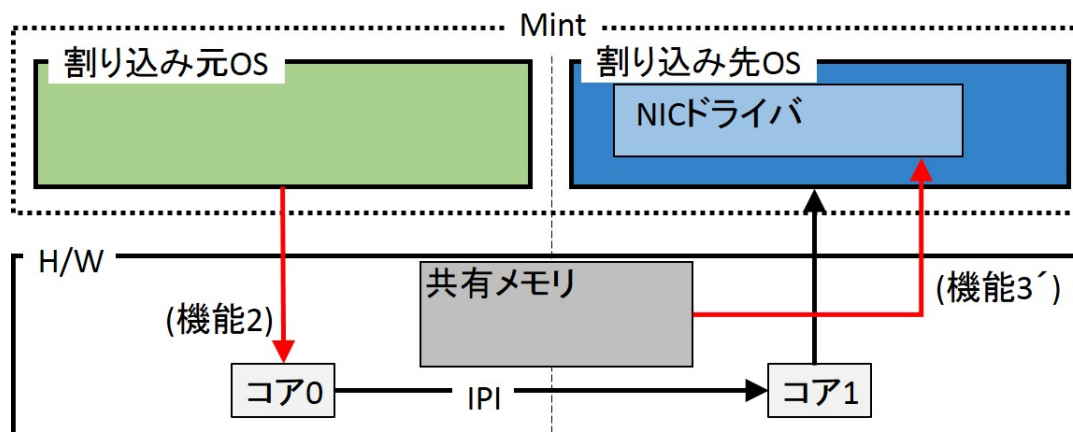 Mint
割り込み元OS
割り込み先OS
NICドライバ
H/W
共有メモリ
(機能2)
(機能3´)
コア0
IPI
コア1